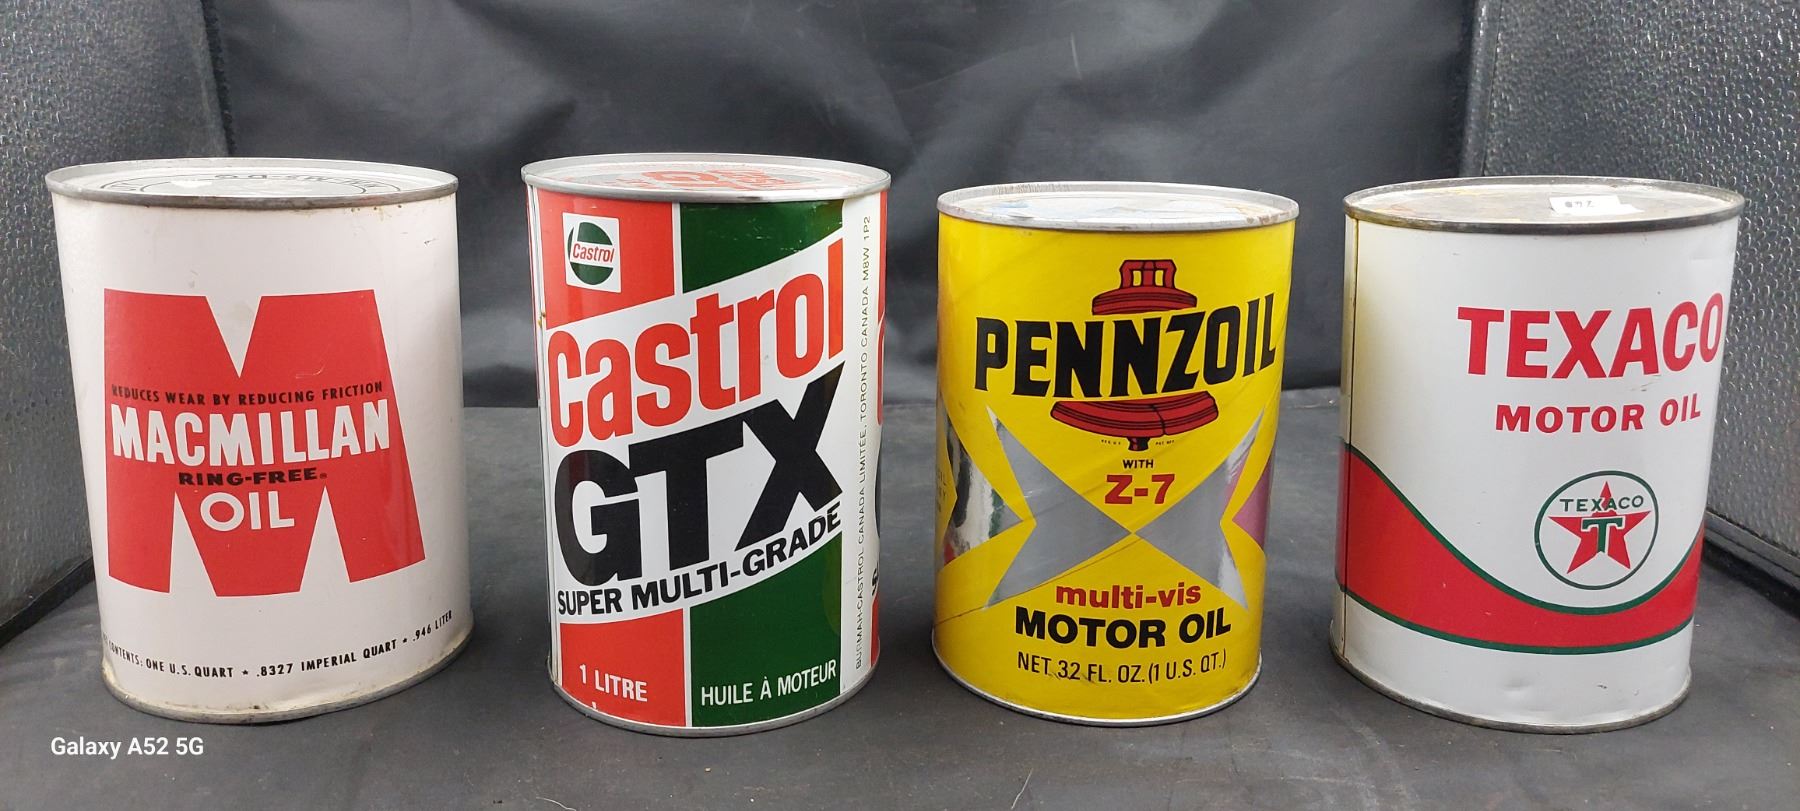 REDUCES WEAR BY REDUCING FRICTION
MACMILLAN
RING-FREE®
OIL
CONTENTS: ONE U.S. QUART ★ .8327 IMPERIAL QUART ★ .946 LITER
Castrol
Castrol
GTX
SUPER MULTI-GRADE
1 LITRE
HUILE À MOTEUR
BURMAH-CASTROL CANADA LIMITÉE, TORONTO CANADA M8W 1P2
PENNZOIL
WITH
Z-7
multi-vis
MOTOR OIL
NET 32 FL. OZ. (1 U.S. QT.)
TEXACO
MOTOR OIL
TEXACO
T
Galaxy A52 5G